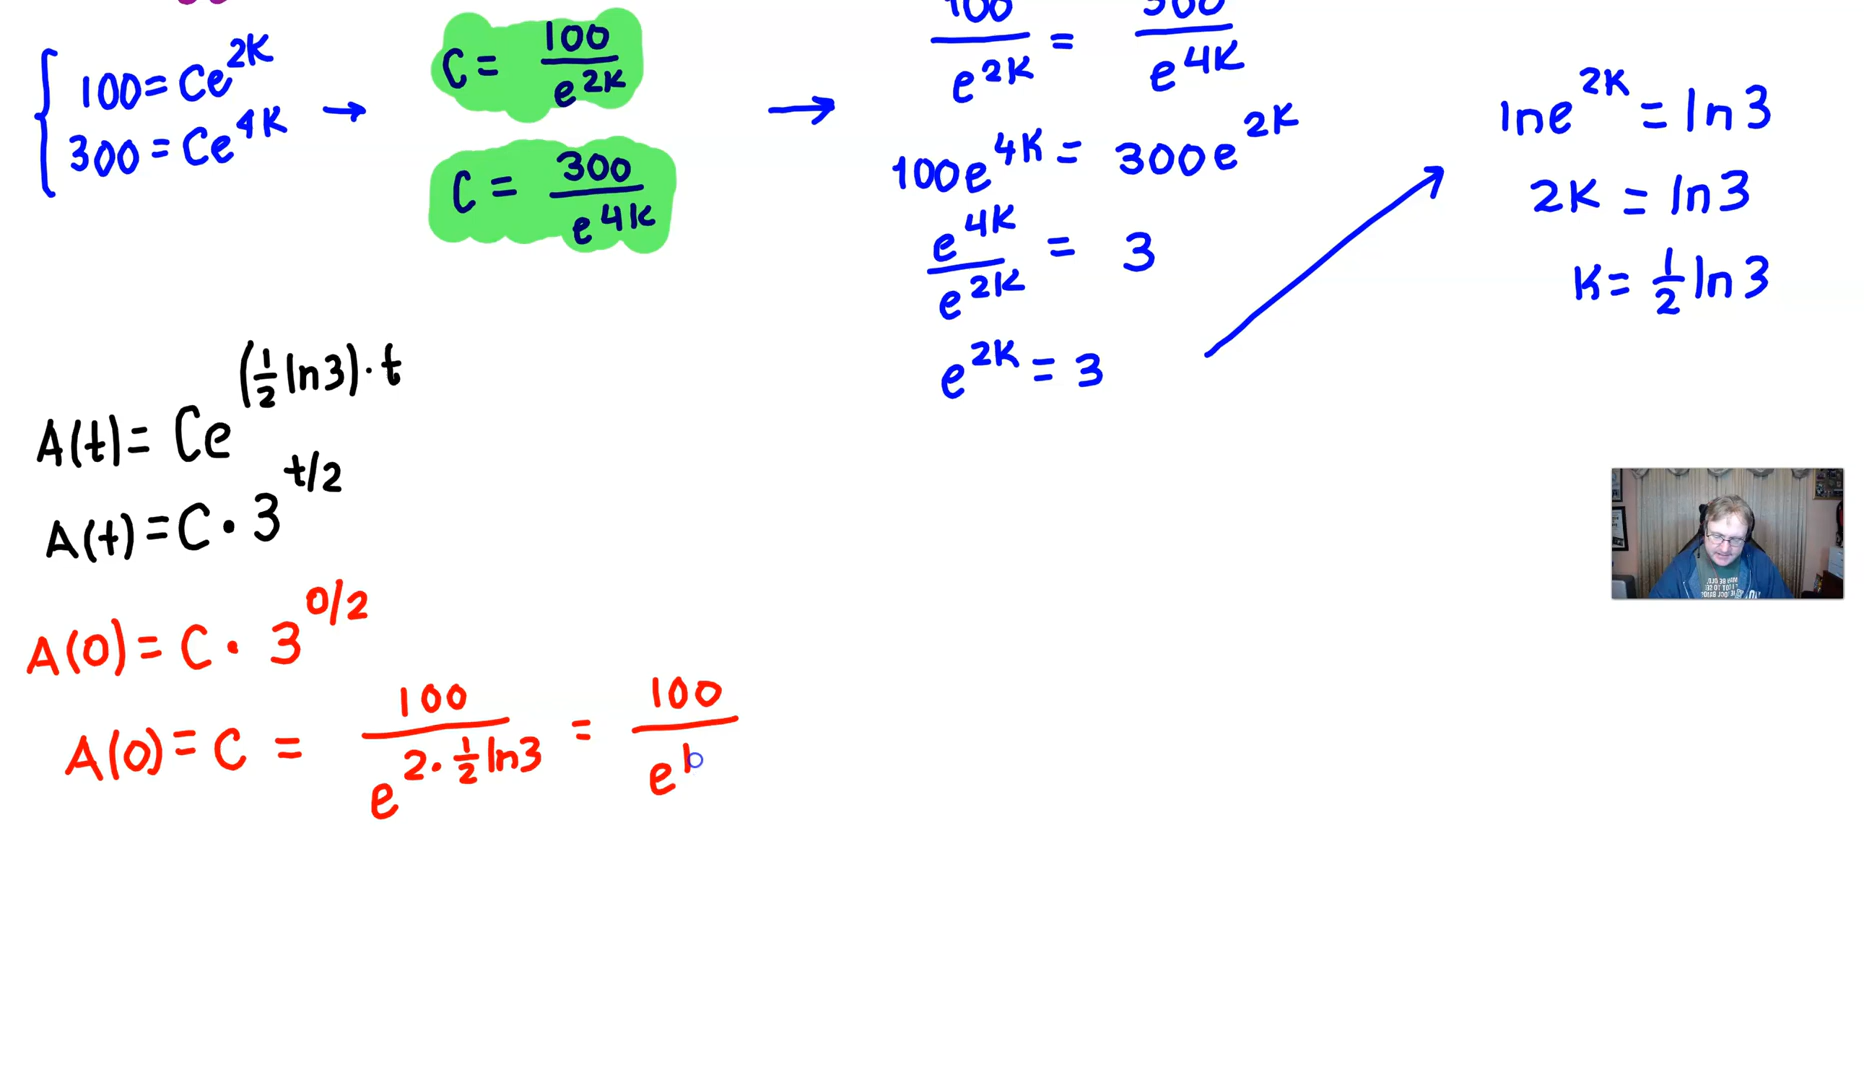 100 = Ce^{2K}
300 = Ce^{4K} →
C = 100/e^{2K}
C = 300/e^{4K}
→
100/e^{2K} = 300/e^{4K}
100e^{4K} = 300e^{2K}
e^{4K}/e^{2K} = 3
e^{2K} = 3
ln e^{2K} = ln 3
2K = ln 3
K = 1/2 ln 3
A(t) = Ce^{(1/2 ln 3) · t}
A(t) = C · 3^{t/2}
A(0) = C · 3^{0/2}
A(0) = C = 100/e^{2 · 1/2 ln 3} = 100/e^{l